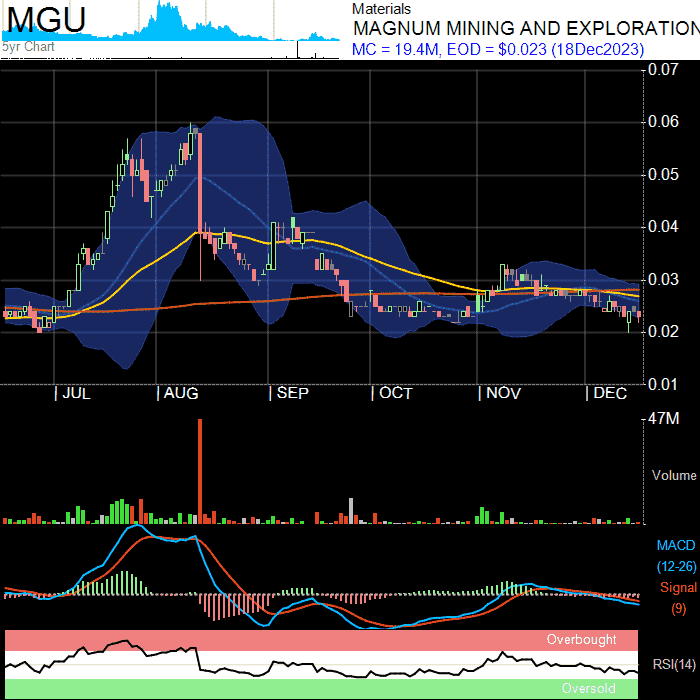 MGU
5yr Chart
Materials
MAGNUM MINING AND EXPLORATION
MC = 19.4M, EOD = $0.023 (18Dec2023)
0.07
0.06
0.05
0.04
0.03
0.02
0.01
JUL AUG SEP OCT NOV DEC
47M
Volume
MACD
(12-26)
Signal
(9)
Overbought
RSI(14)
Oversold